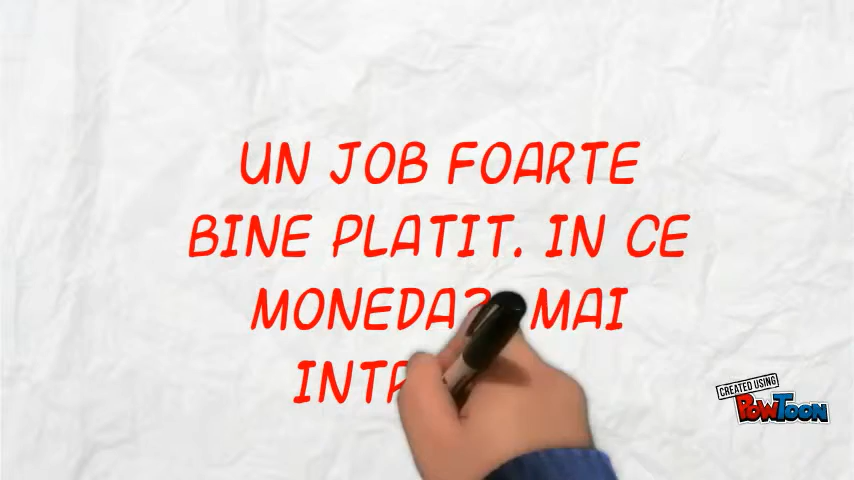 UN JOB FOARTE
BINE PLATIT. IN CE
MONEDA? MAI
CREATED USING
POWTOON